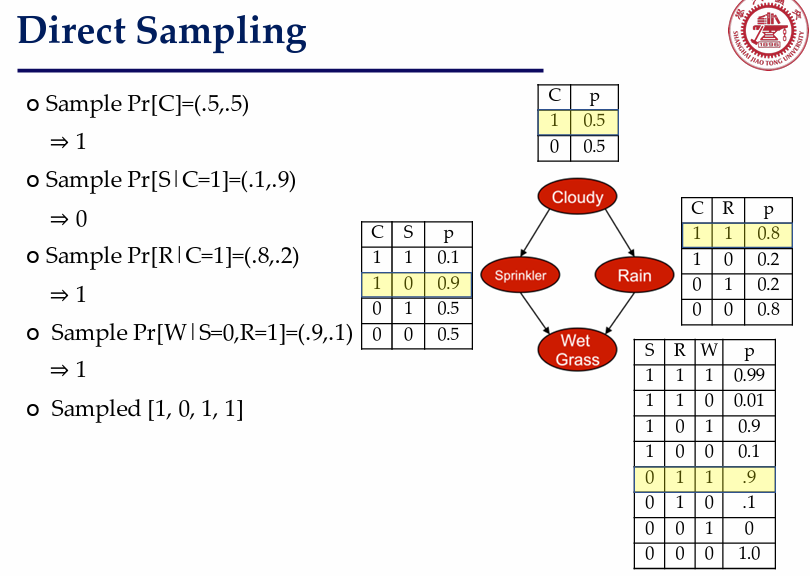 Direct Sampling
SHANGHAI JIAO TONG UNIVERSITY
1896
o Sample Pr[C]=(.5,.5)
⇒ 1
o Sample Pr[S|C=1]=(.1,.9)
⇒ 0
o Sample Pr[R|C=1]=(.8,.2)
⇒ 1
o Sample Pr[W|S=0,R=1]=(.9,.1)
⇒ 1
o Sampled [1, 0, 1, 1]
C p
1 0.5
0 0.5
Cloudy
Sprinkler
Rain
Wet
Grass
C S p
1 1 0.1
1 0 0.9
0 1 0.5
0 0 0.5
C R p
1 1 0.8
1 0 0.2
0 1 0.2
0 0 0.8
S R W p
1 1 1 0.99
1 1 0 0.01
1 0 1 0.9
1 0 0 0.1
0 1 1 .9
0 1 0 .1
0 0 1 0
0 0 0 1.0